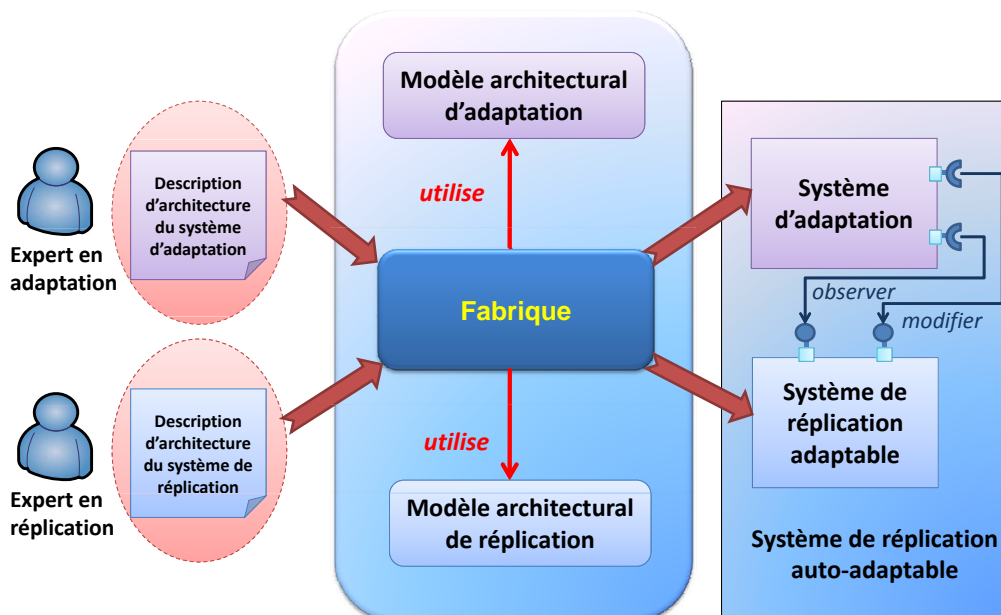 Expert en
adaptation
Description
d'architecture
du système
d'adaptation
Expert en
réplication
Description
d'architecture
du système de
réplication
Modèle architectural
d'adaptation
utilise
Fabrique
utilise
Modèle architectural
de réplication
Système
d'adaptation
observer
modifier
Système de
réplication
adaptable
Système de réplication
auto-adaptable